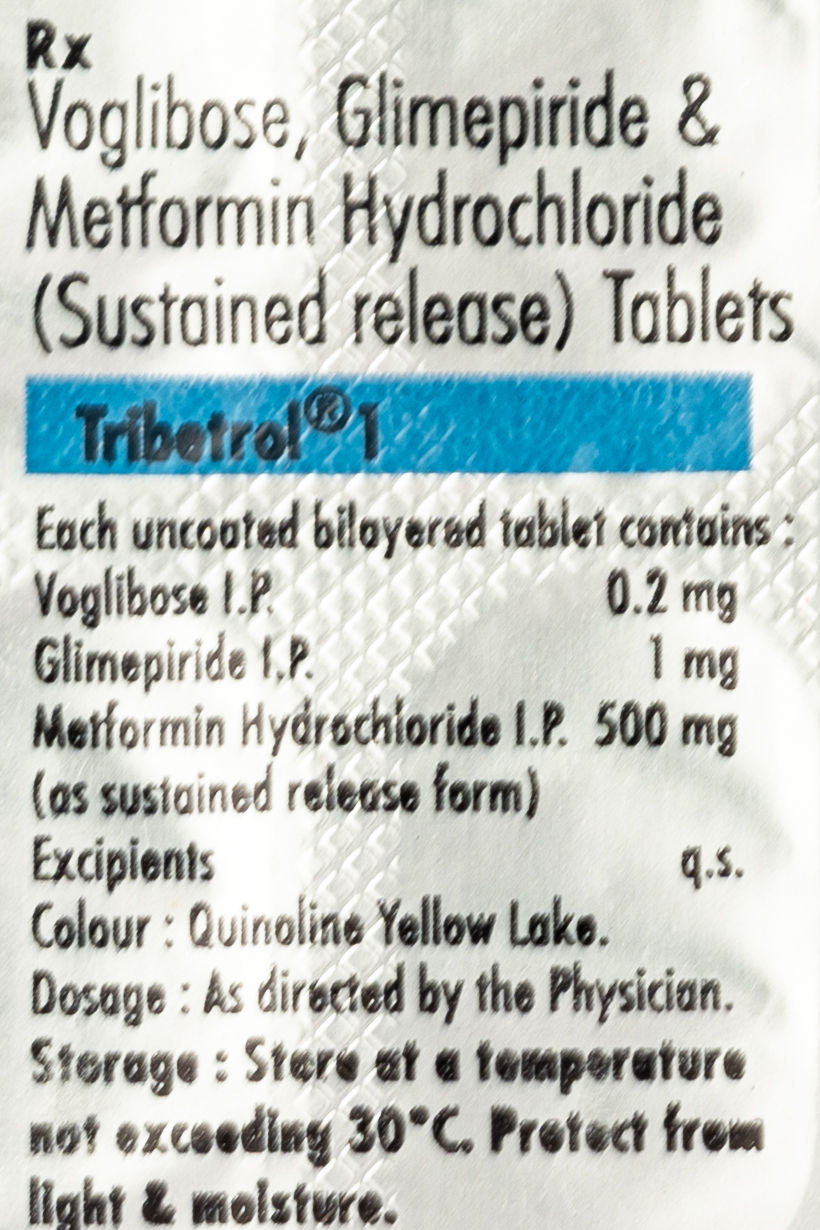 Rx
Voglibose, Glimepiride &
Metformin Hydrochloride
(Sustained release) Tablets
Tribetrol® 1
Each uncoated bilayered tablet contains :
Voglibose I.P. 0.2 mg
Glimepiride I.P. 1 mg
Metformin Hydrochloride I.P. 500 mg
(as sustained release form)
Excipients q.s.
Colour : Quinoline Yellow Lake.
Dosage : As directed by the Physician.
Storage : Store at a temperature
not exceeding 30°C. Protect from
light & moisture.